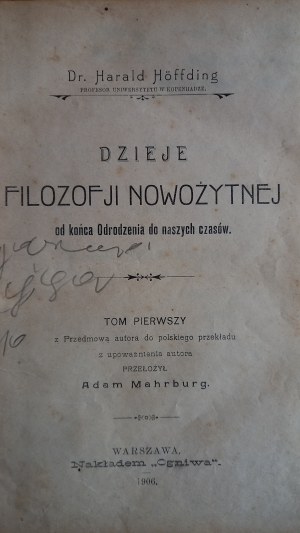 Dr. Harald Höffding
PROFESOR UNIWERSYTETU W KOPENHADZE.
DZIEJE
FILOZOFJI NOWOŻYTNEJ
od końca Odrodzenia do naszych czasów.
TOM PIERWSZY
z Przedmową autora do polskiego przekładu
z upoważnienia autora
PRZEŁOŻYŁ
Adam Mahrburg.
WARSZAWA.
Nakładem „Ogniwa".
1906.